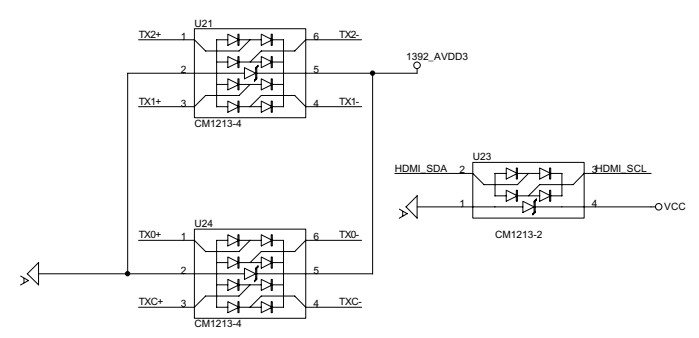 U21
TX2+ 1 6 TX2-
1392_AVDD3
2 5
TX1+ 3 4 TX1-
CM1213-4
U23
HDMI_SDA 2 3 HDMI_SCL
1 4 VCC
CM1213-2
U24
TX0+ 1 6 TX0-
2 5
TXC+ 3 4 TXC-
CM1213-4